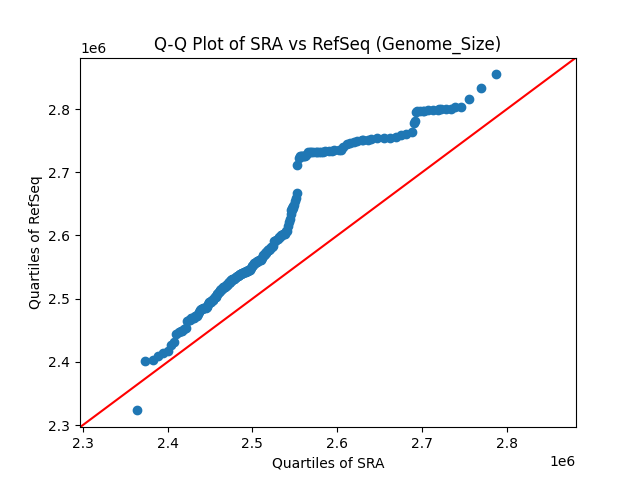 Q-Q Plot of SRA vs RefSeq (Genome_Size)
1e6
2.8
2.7
2.6
2.5
2.4
2.3
Quartiles of RefSeq
2.3 2.4 2.5 2.6 2.7 2.8
1e6
Quartiles of SRA